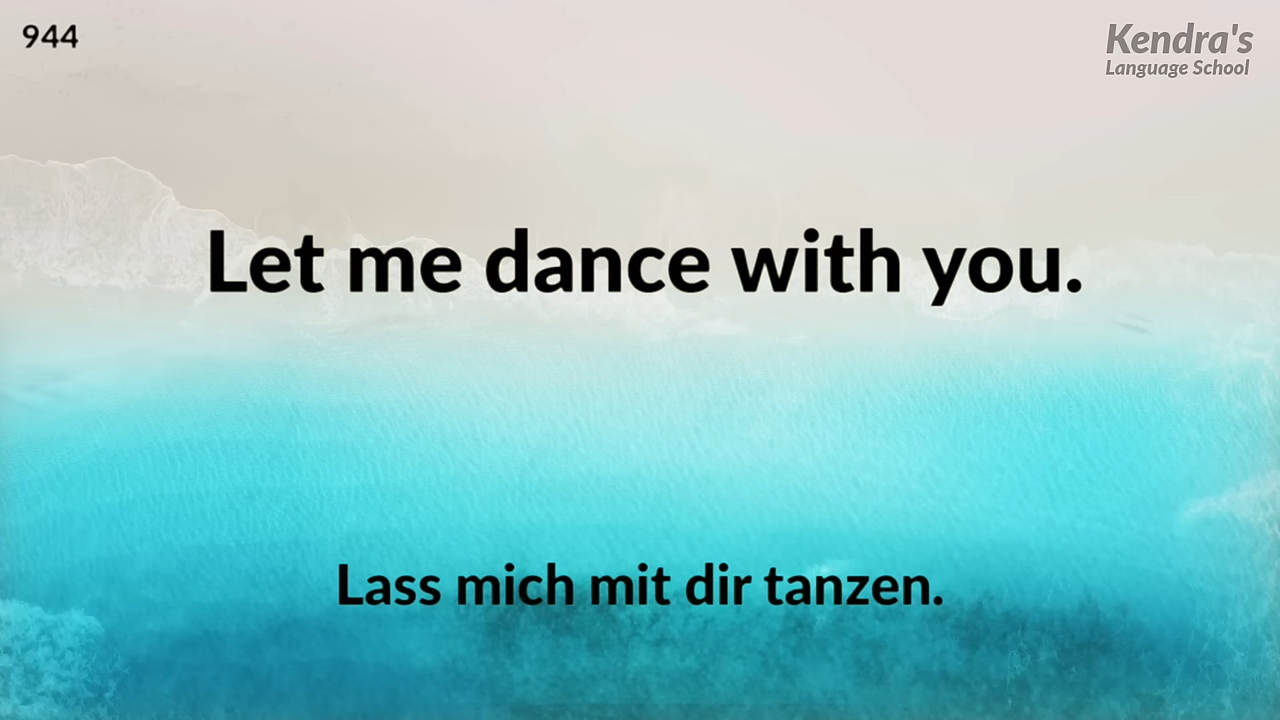 944
Kendra's
Language School
Let me dance with you.
Lass mich mit dir tanzen.